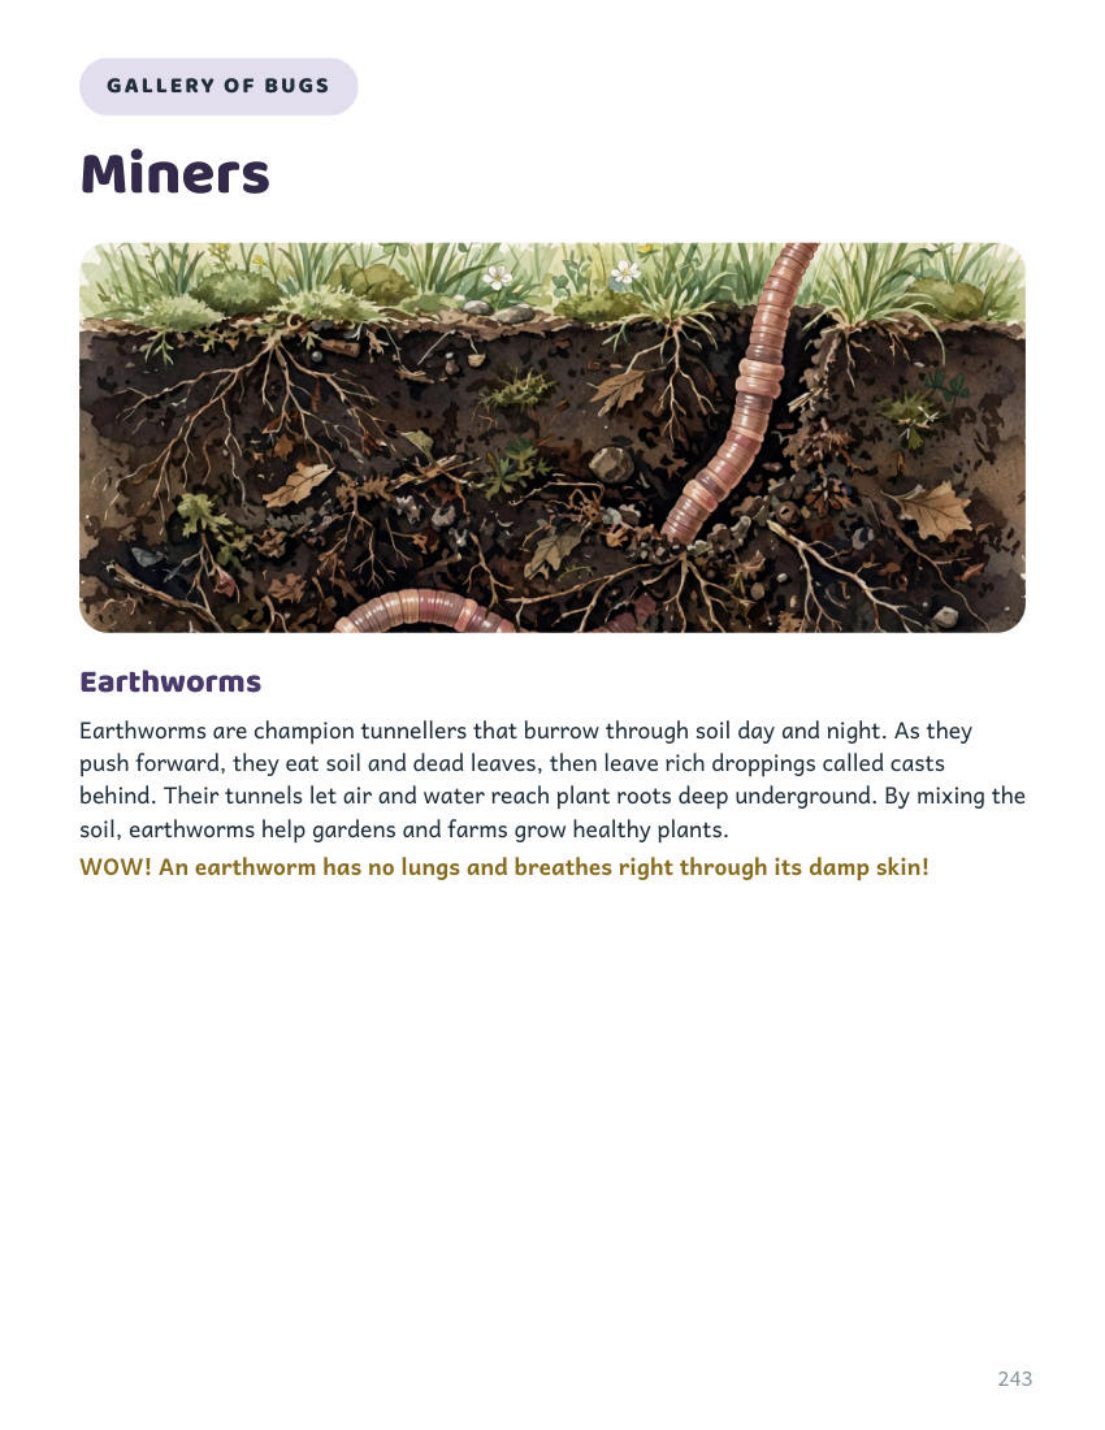 GALLERY OF BUGS
Miners
Earthworms
Earthworms are champion tunnellers that burrow through soil day and night. As they
push forward, they eat soil and dead leaves, then leave rich droppings called casts
behind. Their tunnels let air and water reach plant roots deep underground. By mixing the
soil, earthworms help gardens and farms grow healthy plants.
WOW! An earthworm has no lungs and breathes right through its damp skin!
243